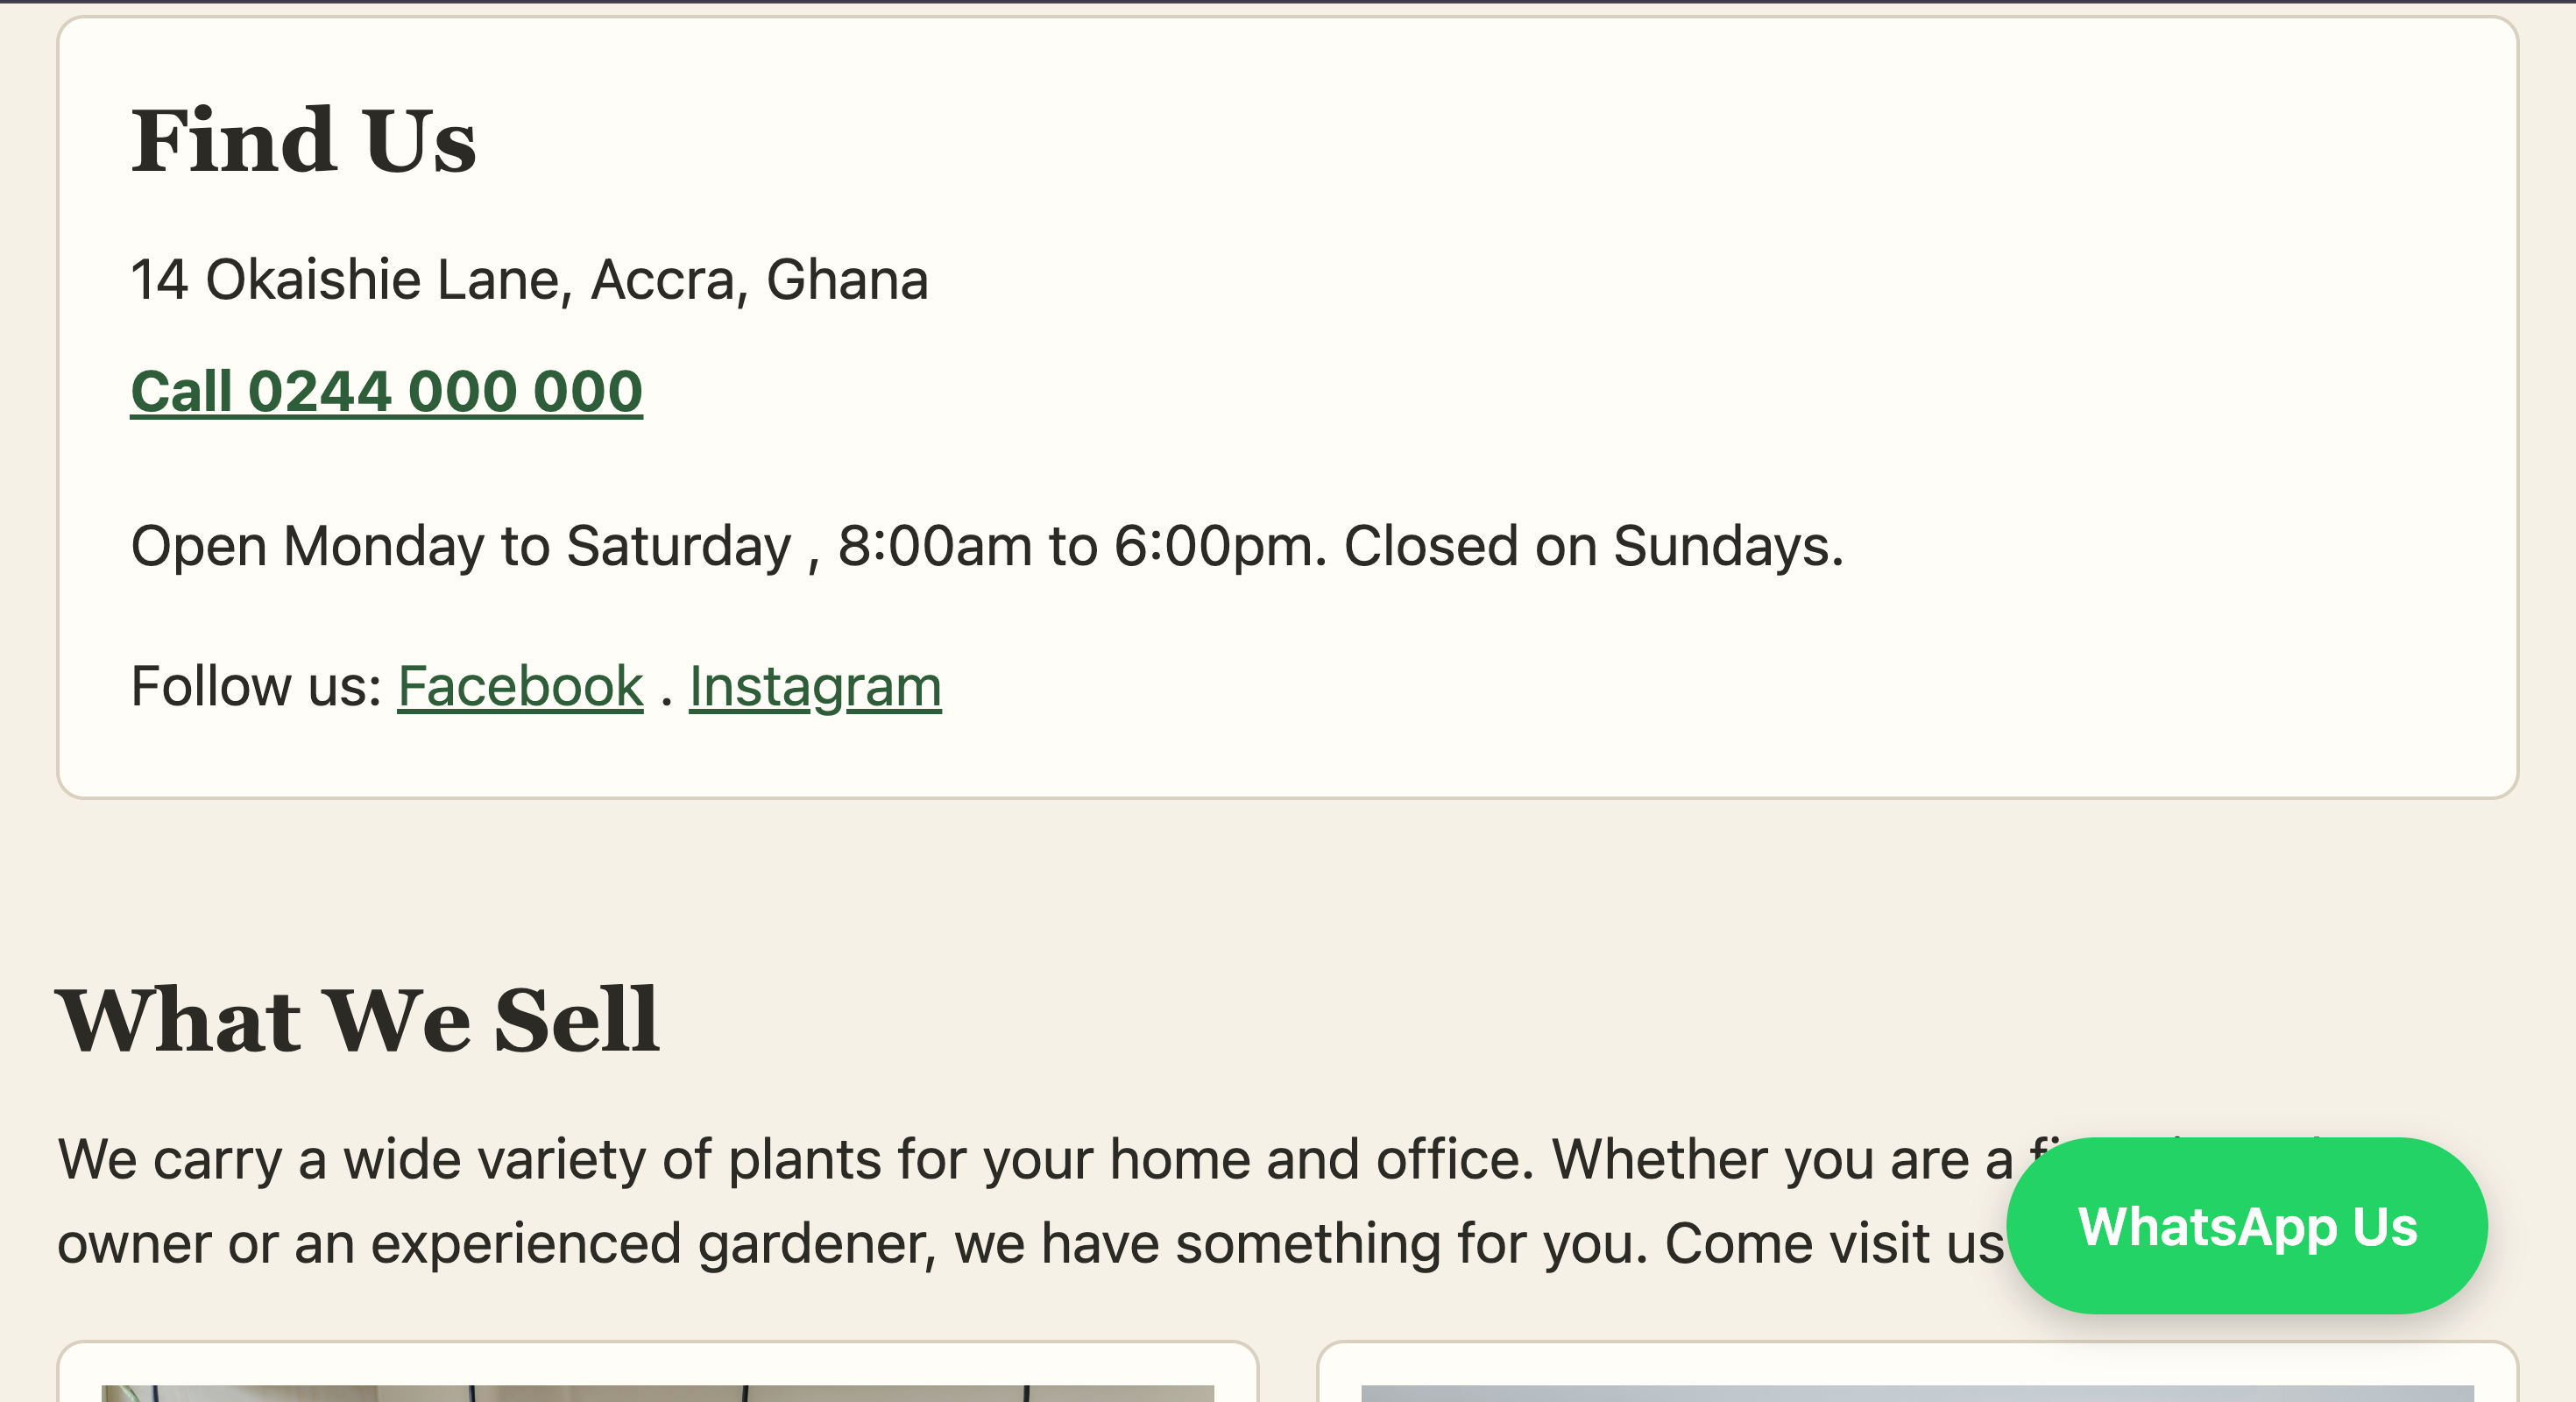 Find Us
14 Okaishie Lane, Accra, Ghana
Call 0244 000 000
Open Monday to Saturday , 8:00am to 6:00pm. Closed on Sundays.
Follow us: Facebook . Instagram
What We Sell
We carry a wide variety of plants for your home and office. Whether you are a
owner or an experienced gardener, we have something for you. Come visit us
WhatsApp Us